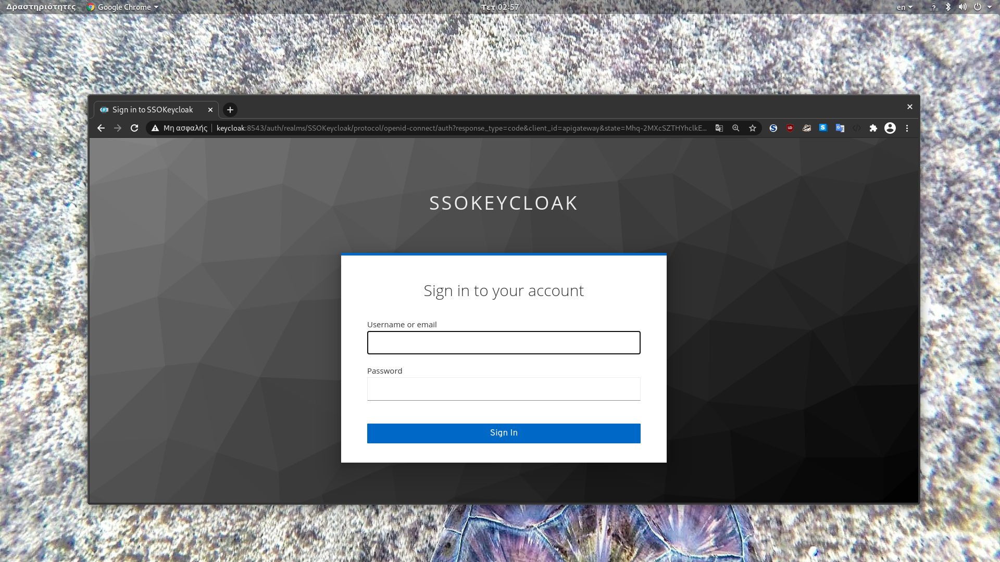 Δραστηριότητες Google Chrome Τετ 02:57 en ?
Sign in to SSOKeycloak
Μη ασφαλής keycloak:8543/auth/realms/SSOKeycloak/protocol/openid-connect/auth?response_type=code&client_id=apigateway&state=Mhq-2MXcSZTHYhclkE...
SSOKEYCLOAK
Sign in to your account
Username or email
Password
Sign In